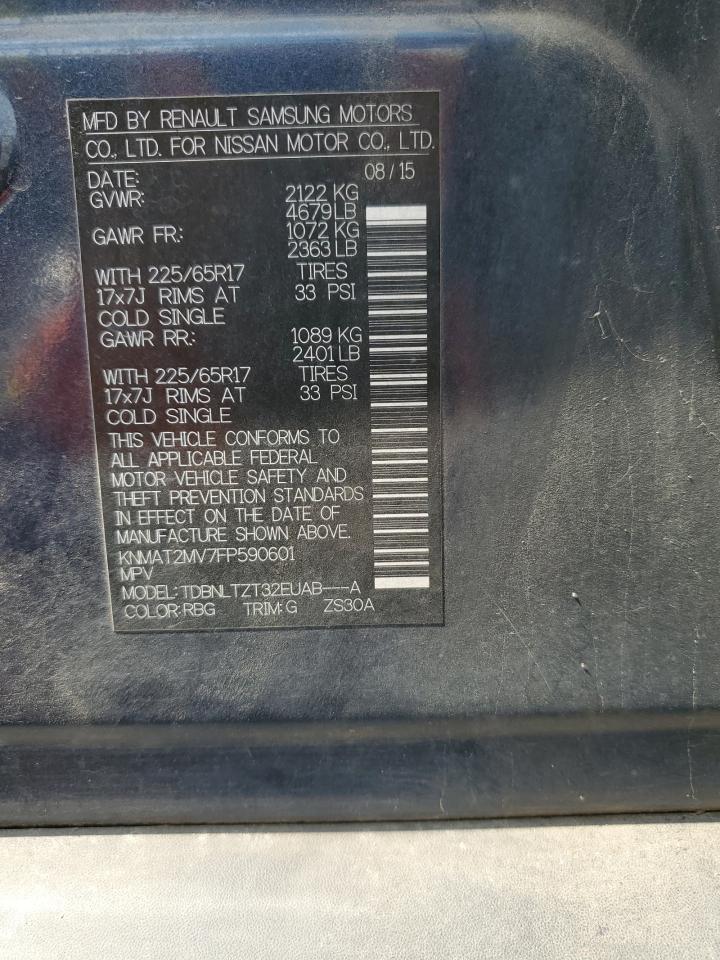 MFD BY RENAULT SAMSUNG MOTORS
CO., LTD. FOR NISSAN MOTOR CO., LTD.
DATE: 08/15
GVWR: 2122 KG
4679LB
GAWR FR.: 1072 KG
2363 LB
WITH 225/65R17 TIRES
17x7J RIMS AT 33 PSI
COLD SINGLE
GAWR RR.: 1089 KG
2401 LB
WITH 225/65R17 TIRES
17x7J RIMS AT 33 PSI
COLD SINGLE
THIS VEHICLE CONFORMS TO
ALL APPLICABLE FEDERAL
MOTOR VEHICLE SAFETY AND
THEFT PREVENTION STANDARDS
IN EFFECT ON THE DATE OF
MANUFACTURE SHOWN ABOVE.
KNMAT2MV7FP590601
MPV
MODEL:TDBNLTZT32EUAB---A
COLOR:RBG TRIM:G ZS30A